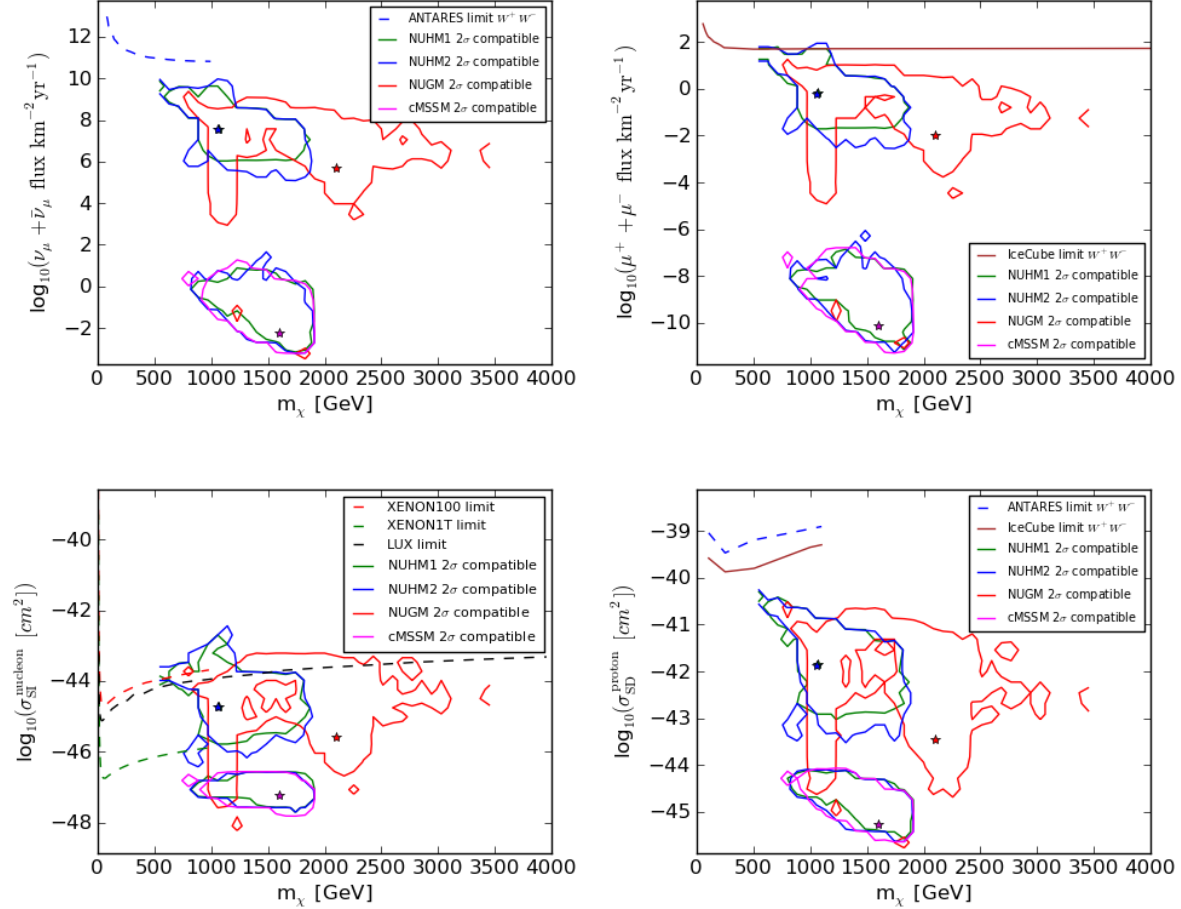 log₁₀(ν_μ + ν̄_μ flux km⁻² yr⁻¹)
12
10
8
6
4
2
0
−2
ANTARES limit W⁺W⁻
NUHM1 2σ compatible
NUHM2 2σ compatible
NUGM 2σ compatible
cMSSM 2σ compatible
0 500 1000 1500 2000 2500 3000 3500 4000
m_χ [GeV]
log₁₀(μ⁺ + μ⁻ flux km⁻² yr⁻¹)
2
0
−2
−4
−6
−8
−10
IceCube limit W⁺W⁻
NUHM1 2σ compatible
NUHM2 2σ compatible
NUGM 2σ compatible
cMSSM 2σ compatible
0 500 1000 1500 2000 2500 3000 3500 4000
m_χ [GeV]
log₁₀(σ_SI^nucleon [cm²])
−40
−42
−44
−46
−48
XENON100 limit
XENON1T limit
LUX limit
NUHM1 2σ compatible
NUHM2 2σ compatible
NUGM 2σ compatible
cMSSM 2σ compatible
0 500 1000 1500 2000 2500 3000 3500 4000
m_χ [GeV]
log₁₀(σ_SD^proton [cm²])
−39
−40
−41
−42
−43
−44
−45
ANTARES limit W⁺W⁻
IceCube limit W⁺W⁻
NUHM1 2σ compatible
NUHM2 2σ compatible
NUGM 2σ compatible
cMSSM 2σ compatible
0 500 1000 1500 2000 2500 3000 3500 4000
m_χ [GeV]